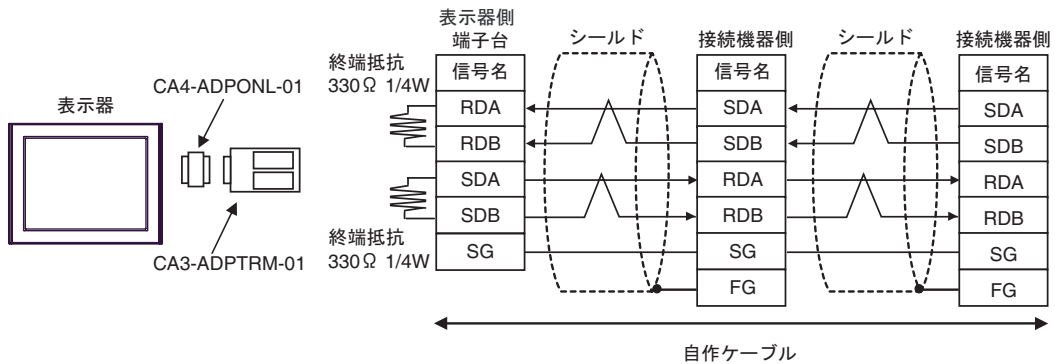 表示器
CA4-ADPONL-01
CA3-ADPTRM-01
終端抵抗
330Ω 1/4W
終端抵抗
330Ω 1/4W
表示器側
端子台
信号名
RDA
RDB
SDA
SDB
SG
シールド
接続機器側
信号名
SDA
SDB
RDA
RDB
SG
FG
シールド
接続機器側
信号名
SDA
SDB
RDA
RDB
SG
FG
自作ケーブル